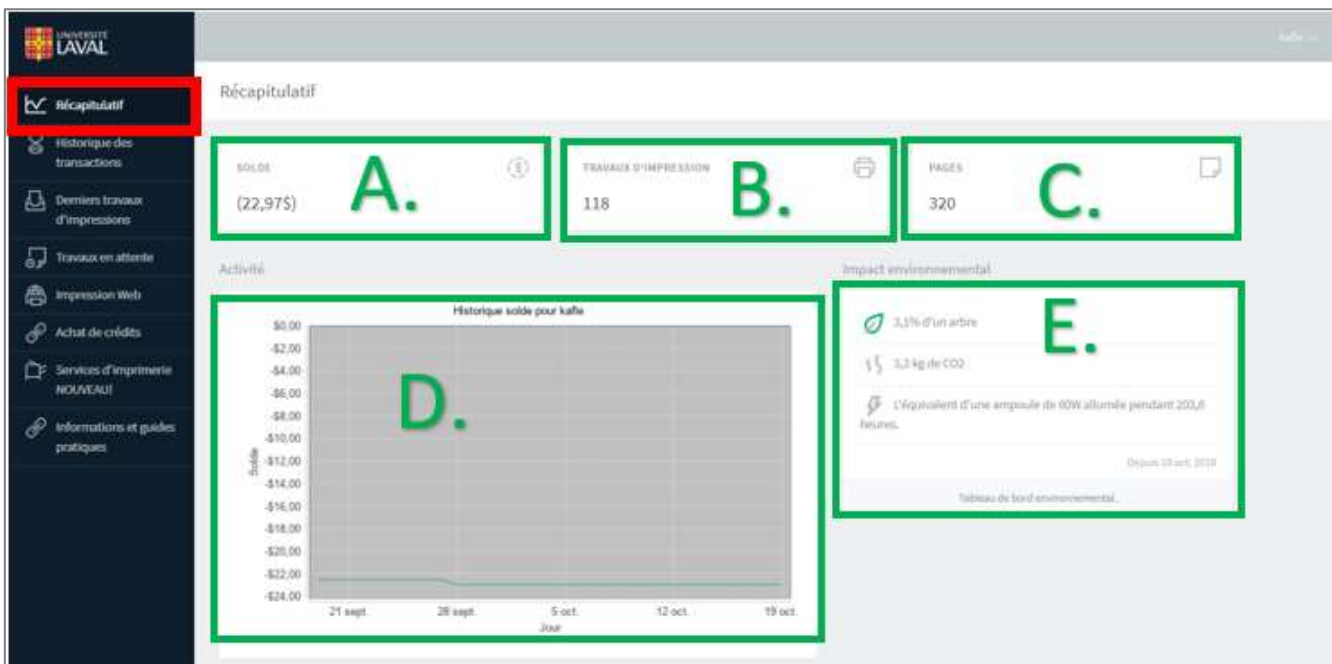 UNIVERSITÉ
LAVAL
kafle
Récapitulatif
Historique des
transactions
Derniers travaux
d'impressions
Travaux en attente
Impression Web
Achat de crédits
Services d'imprimerie
NOUVEAU!
Informations et guides
pratiques
Récapitulatif
SOLDE
(22,97$)
A.
TRAVAUX D'IMPRESSION
118
B.
PAGES
320
C.
Activité
Historique solde pour kafle
$0,00
-$2,00
-$4,00
-$6,00
-$8,00
-$10,00
-$12,00
-$14,00
-$16,00
-$18,00
-$20,00
-$22,00
-$24,00
Solde
D.
21 sept.
28 sept.
5 oct.
12 oct.
19 oct.
Jour
Impact environnemental
E.
3,1% d'un arbre
3,3 kg de CO2
L'équivalent d'une ampoule de 60W allumée pendant 203,6
heures.
Depuis oct. 2018
Tableau de bord environnemental.